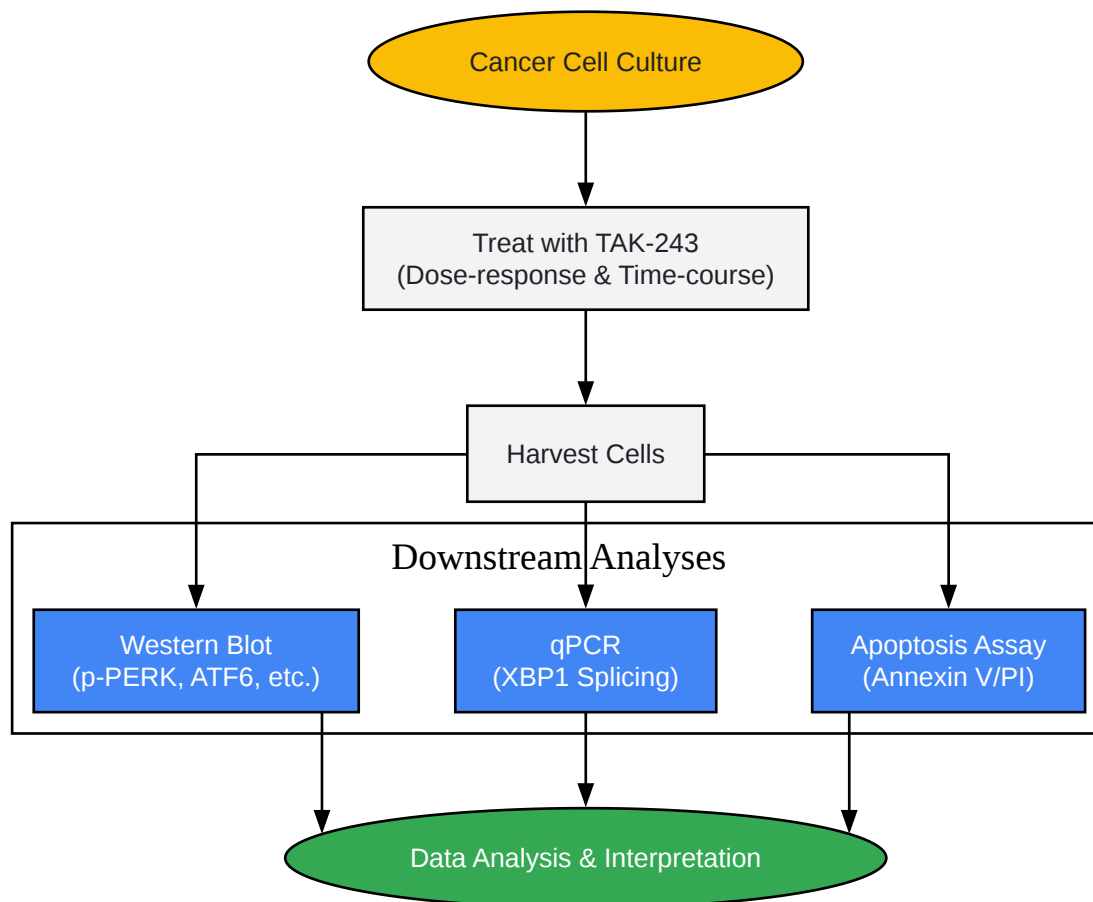 Cancer Cell Culture
Treat with TAK-243
(Dose-response & Time-course)
Harvest Cells
Downstream Analyses
Western Blot
(p-PERK, ATF6, etc.)
qPCR
(XBP1 Splicing)
Apoptosis Assay
(Annexin V/PI)
Data Analysis & Interpretation